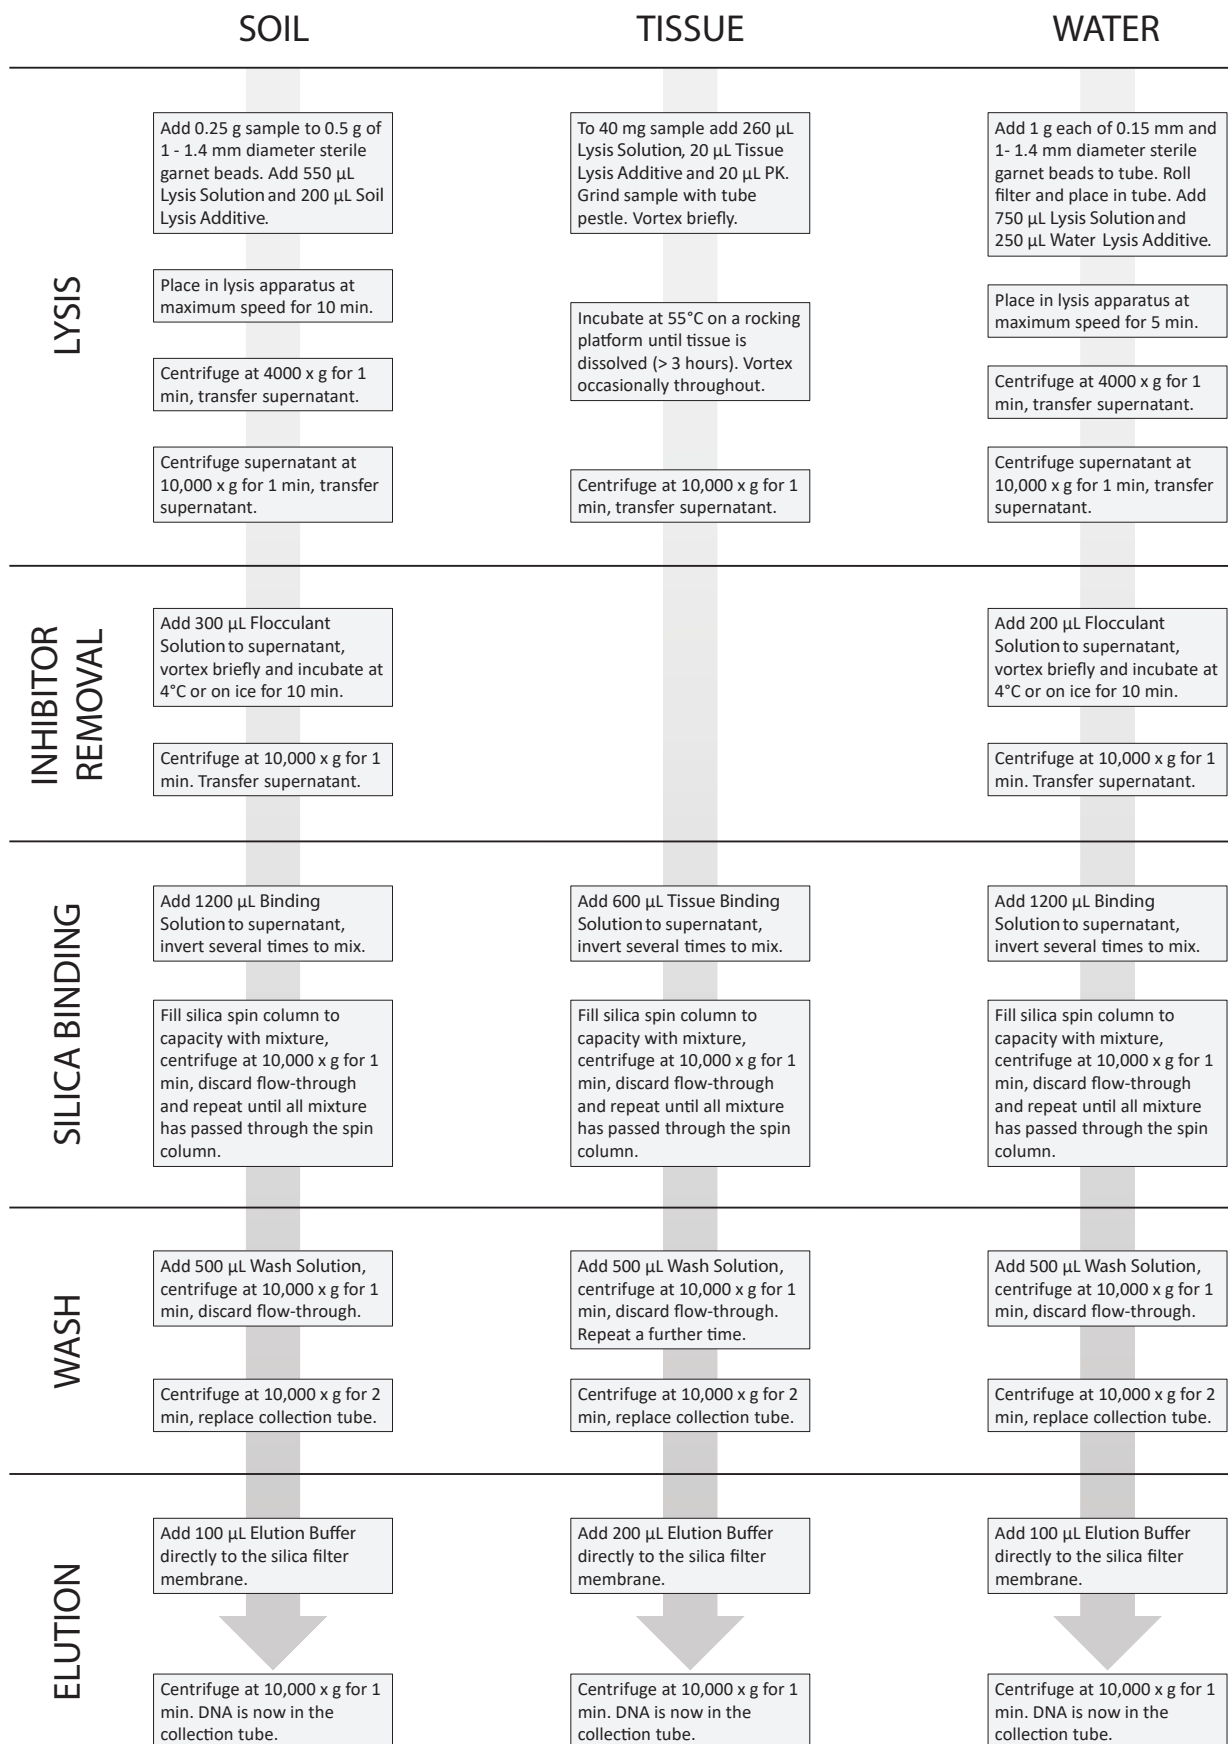 SOIL
TISSUE
WATER
LYSIS
Add 0.25 g sample to 0.5 g of
1 - 1.4 mm diameter sterile
garnet beads. Add 550 µL
Lysis Solution and 200 µL Soil
Lysis Additive.
Place in lysis apparatus at
maximum speed for 10 min.
Centrifuge at 4000 x g for 1
min, transfer supernatant.
Centrifuge supernatant at
10,000 x g for 1 min, transfer
supernatant.
To 40 mg sample add 260 µL
Lysis Solution, 20 µL Tissue
Lysis Additive and 20 µL PK.
Grind sample with tube
pestle. Vortex briefly.
Incubate at 55°C on a rocking
platform until tissue is
dissolved (> 3 hours). Vortex
occasionally throughout.
Centrifuge at 10,000 x g for 1
min, transfer supernatant.
Add 1 g each of 0.15 mm and
1- 1.4 mm diameter sterile
garnet beads to tube. Roll
filter and place in tube. Add
750 µL Lysis Solution and
250 µL Water Lysis Additive.
Place in lysis apparatus at
maximum speed for 5 min.
Centrifuge at 4000 x g for 1
min, transfer supernatant.
Centrifuge supernatant at
10,000 x g for 1 min, transfer
supernatant.
INHIBITOR
REMOVAL
Add 300 µL Flocculant
Solution to supernatant,
vortex briefly and incubate at
4°C or on ice for 10 min.
Centrifuge at 10,000 x g for 1
min. Transfer supernatant.
Add 200 µL Flocculant
Solution to supernatant,
vortex briefly and incubate at
4°C or on ice for 10 min.
Centrifuge at 10,000 x g for 1
min. Transfer supernatant.
SILICA BINDING
Add 1200 µL Binding
Solution to supernatant,
invert several times to mix.
Fill silica spin column to
capacity with mixture,
centrifuge at 10,000 x g for 1
min, discard flow-through
and repeat until all mixture
has passed through the spin
column.
Add 600 µL Tissue Binding
Solution to supernatant,
invert several times to mix.
Fill silica spin column to
capacity with mixture,
centrifuge at 10,000 x g for 1
min, discard flow-through
and repeat until all mixture
has passed through the spin
column.
Add 1200 µL Binding
Solution to supernatant,
invert several times to mix.
Fill silica spin column to
capacity with mixture,
centrifuge at 10,000 x g for 1
min, discard flow-through
and repeat until all mixture
has passed through the spin
column.
WASH
Add 500 µL Wash Solution,
centrifuge at 10,000 x g for 1
min, discard flow-through.
Centrifuge at 10,000 x g for 2
min, replace collection tube.
Add 500 µL Wash Solution,
centrifuge at 10,000 x g for 1
min, discard flow-through.
Repeat a further time.
Centrifuge at 10,000 x g for 2
min, replace collection tube.
Add 500 µL Wash Solution,
centrifuge at 10,000 x g for 1
min, discard flow-through.
Centrifuge at 10,000 x g for 2
min, replace collection tube.
ELUTION
Add 100 µL Elution Buffer
directly to the silica filter
membrane.
Centrifuge at 10,000 x g for 1
min. DNA is now in the
collection tube.
Add 200 µL Elution Buffer
directly to the silica filter
membrane.
Centrifuge at 10,000 x g for 1
min. DNA is now in the
collection tube.
Add 100 µL Elution Buffer
directly to the silica filter
membrane.
Centrifuge at 10,000 x g for 1
min. DNA is now in the
collection tube.